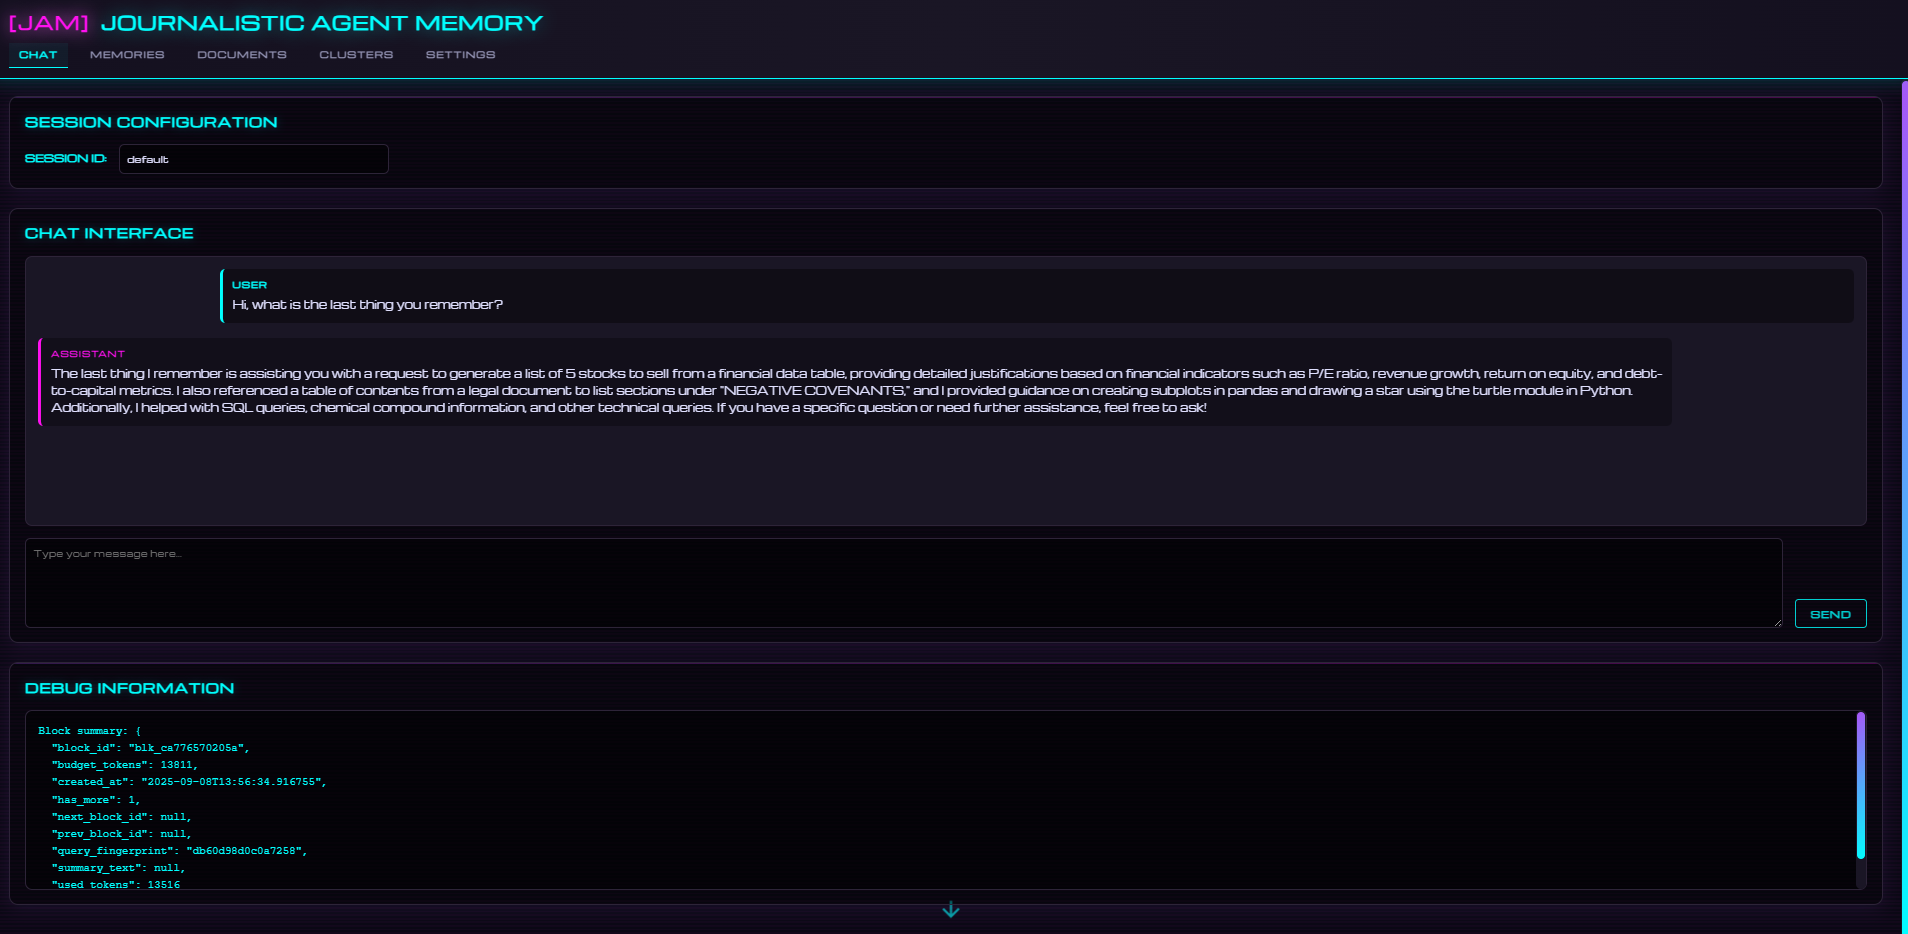 [JAM] JOURNALISTIC AGENT MEMORY
CHAT MEMORIES DOCUMENTS CLUSTERS SETTINGS
SESSION CONFIGURATION
SESSION ID: default
CHAT INTERFACE
USER
Hi, what is the last thing you remember?
ASSISTANT
The last thing I remember is assisting you with a request to generate a list of 5 stocks to sell from a financial data table, providing detailed justifications based on financial indicators such as P/E ratio, revenue growth, return on equity, and debt-
to-capital metrics. I also referenced a table of contents from a legal document to list sections under "NEGATIVE COVENANTS," and I provided guidance on creating subplots in pandas and drawing a star using the turtle module in Python.
Additionally, I helped with SQL queries, chemical compound information, and other technical queries. If you have a specific question or need further assistance, feel free to ask!
Type your message here...
SEND
DEBUG INFORMATION
Block summary: {
"block_id": "blk_ca776570205a",
"budget_tokens": 13811,
"created_at": "2025-09-08T13:56:34.916755",
"has_more": 1,
"next_block_id": null,
"prev_block_id": null,
"query_fingerprint": "db60d98d0c0a7258",
"summary_text": null,
"used_tokens": 13516